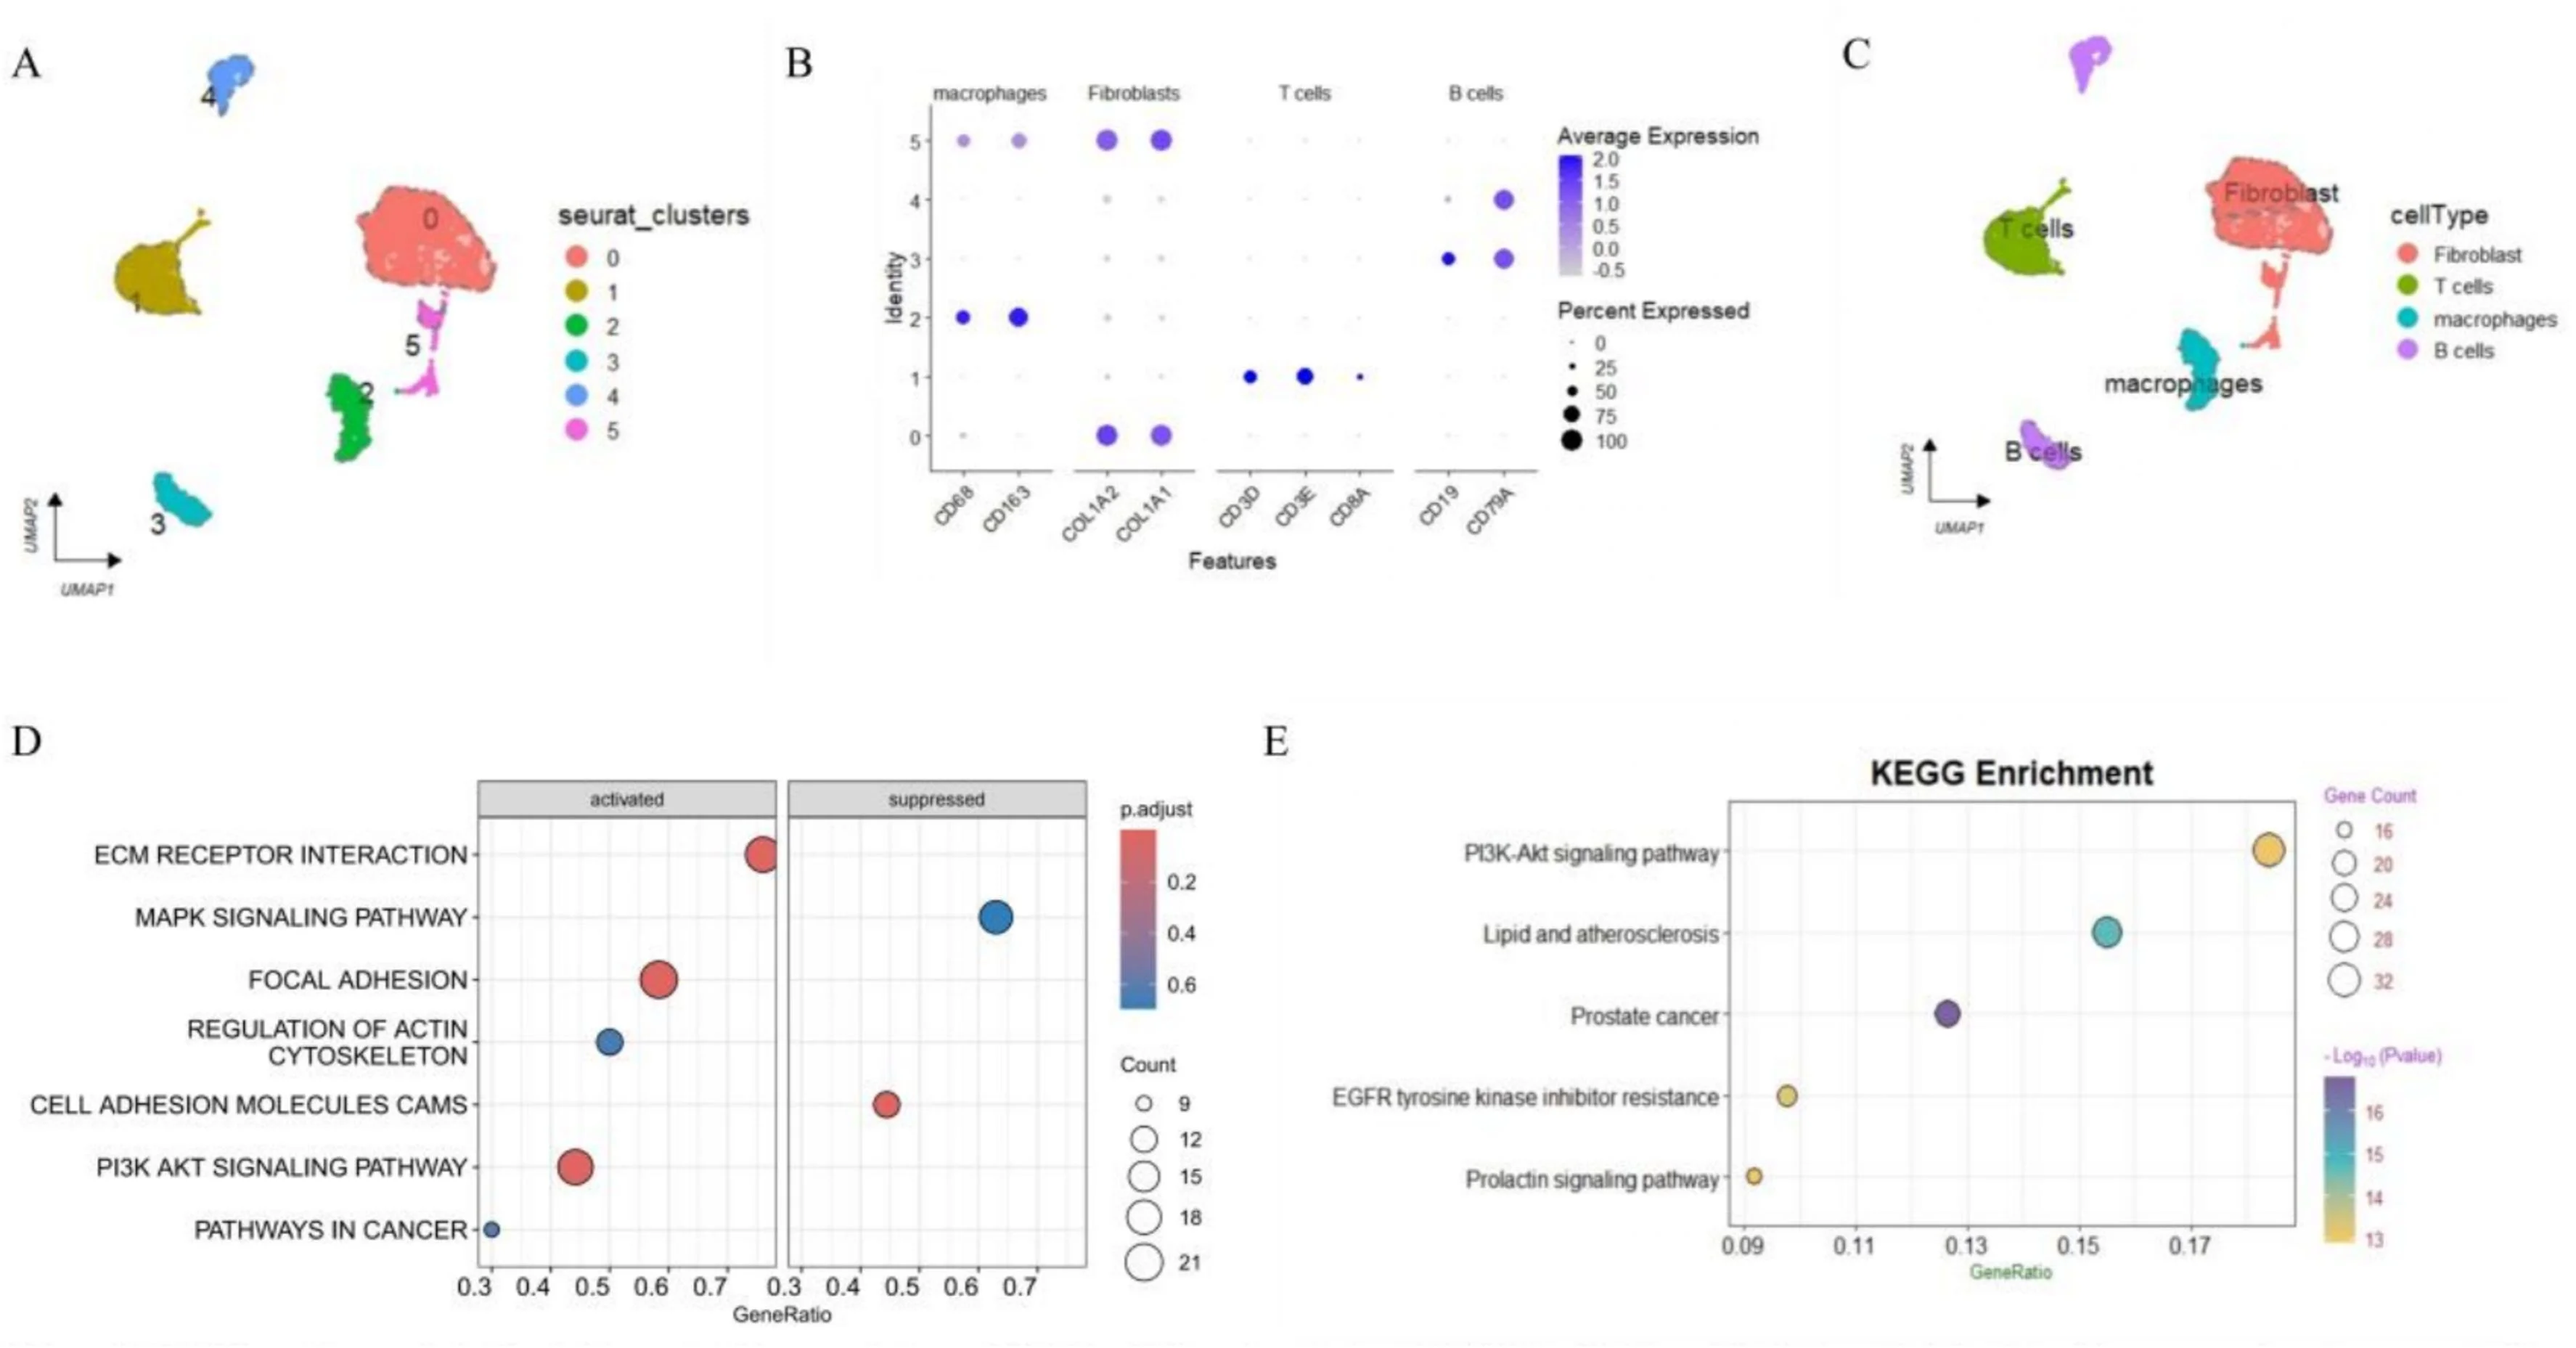 A
4
0
1
5
2
3
UMAP2
UMAP1
seurat_clusters
0
1
2
3
4
5
B
macrophages Fibroblasts T cells B cells
Identity
5
4
3
2
1
0
CD68 CD163 COL1A2 COL1A1 CD3D CD3E CD8A CD19 CD79A
Features
Average Expression
2.0
1.5
1.0
0.5
0.0
-0.5
Percent Expressed
0
25
50
75
100
C
Fibroblast
T cells
macrophages
B cells
UMAP2
UMAP1
cellType
Fibroblast
T cells
macrophages
B cells
D
activated suppressed
ECM RECEPTOR INTERACTION
MAPK SIGNALING PATHWAY
FOCAL ADHESION
REGULATION OF ACTIN
CYTOSKELETON
CELL ADHESION MOLECULES CAMS
PI3K AKT SIGNALING PATHWAY
PATHWAYS IN CANCER
0.3 0.4 0.5 0.6 0.7 0.3 0.4 0.5 0.6 0.7
GeneRatio
p.adjust
0.2
0.4
0.6
Count
9
12
15
18
21
E
KEGG Enrichment
PI3K-Akt signaling pathway
Lipid and atherosclerosis
Prostate cancer
EGFR tyrosine kinase inhibitor resistance
Prolactin signaling pathway
0.09 0.11 0.13 0.15 0.17
GeneRatio
Gene Count
16
20
24
28
32
- Log₁₀ (Pvalue)
16
15
14
13